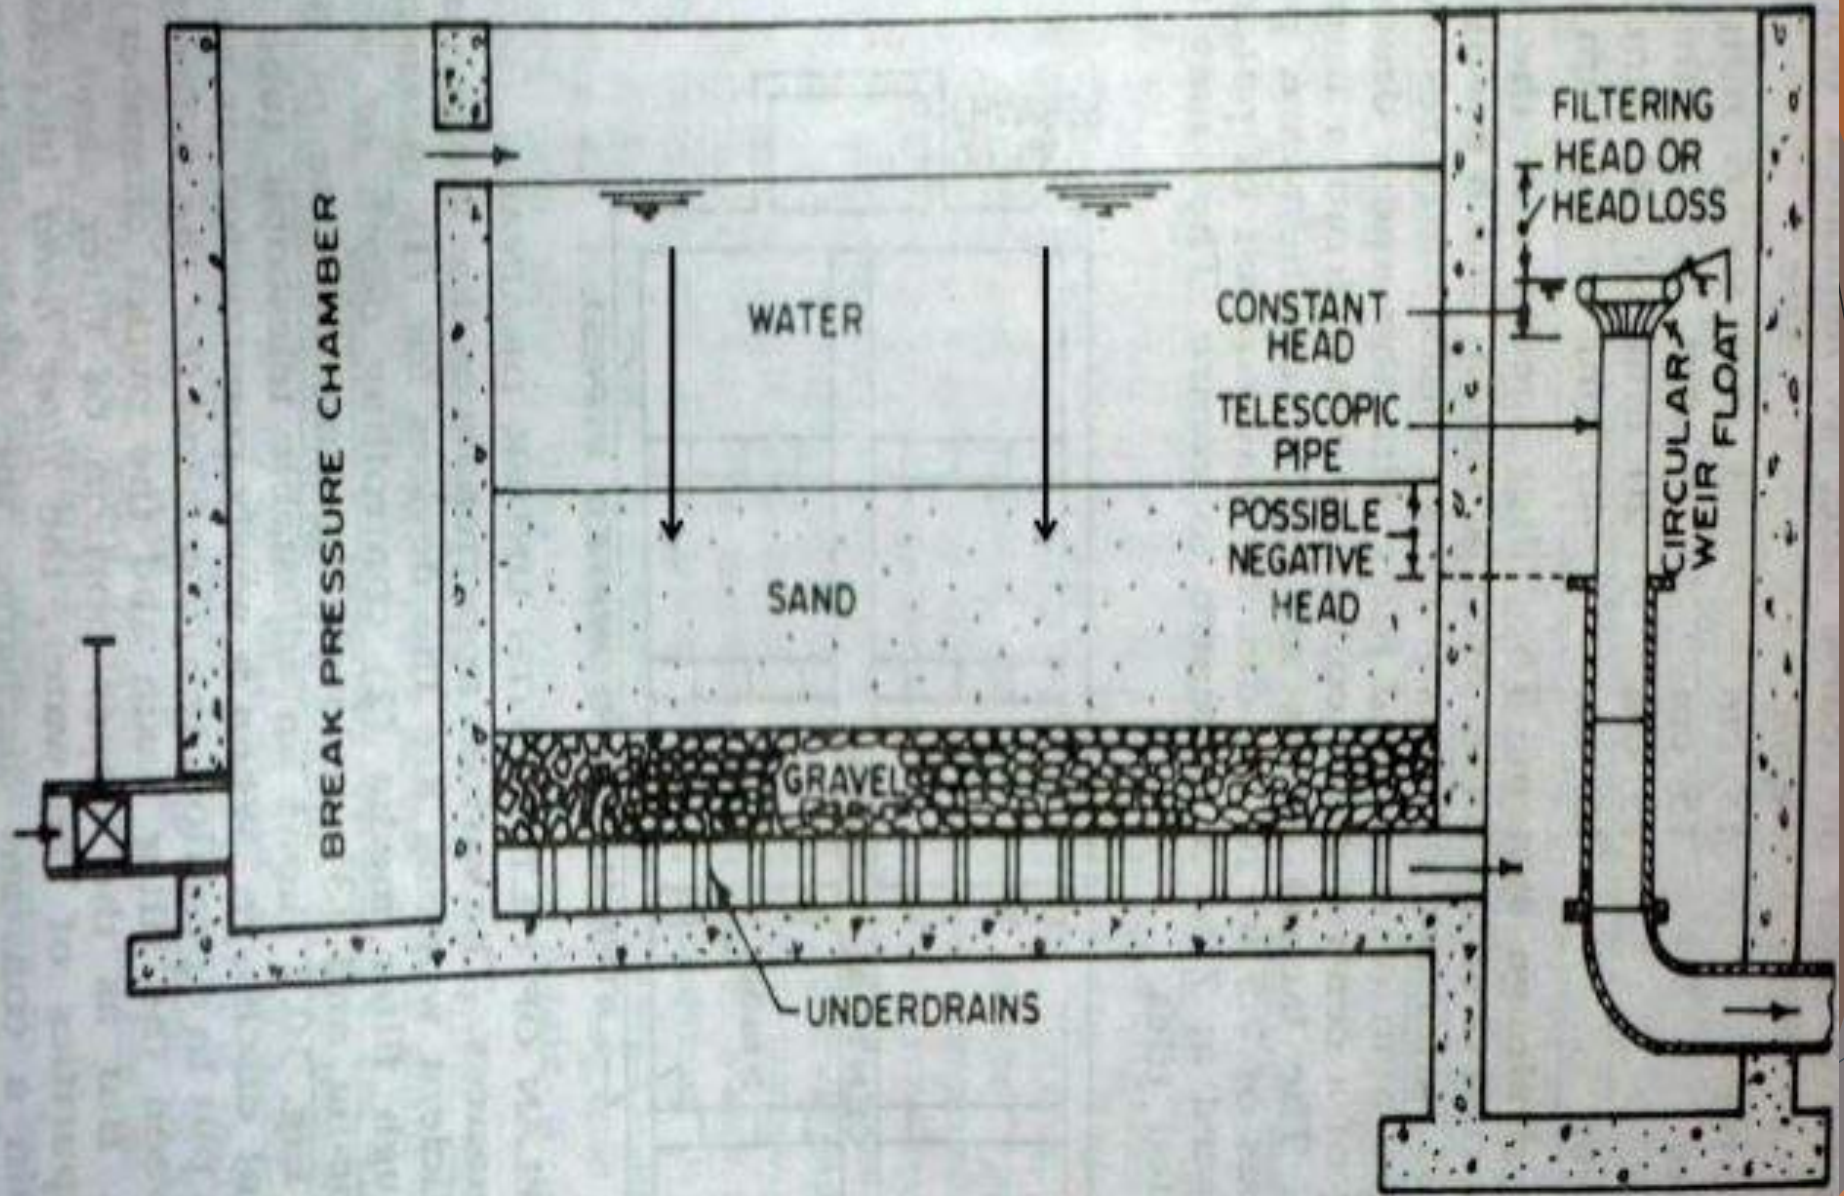 FILTERING
HEAD OR
HEAD LOSS
BREAK PRESSURE CHAMBER
WATER
CONSTANT
HEAD
TELESCOPIC
PIPE
CIRCULAR
WEIR
FLOAT
POSSIBLE
NEGATIVE
HEAD
SAND
GRAVEL
UNDERDRAINS